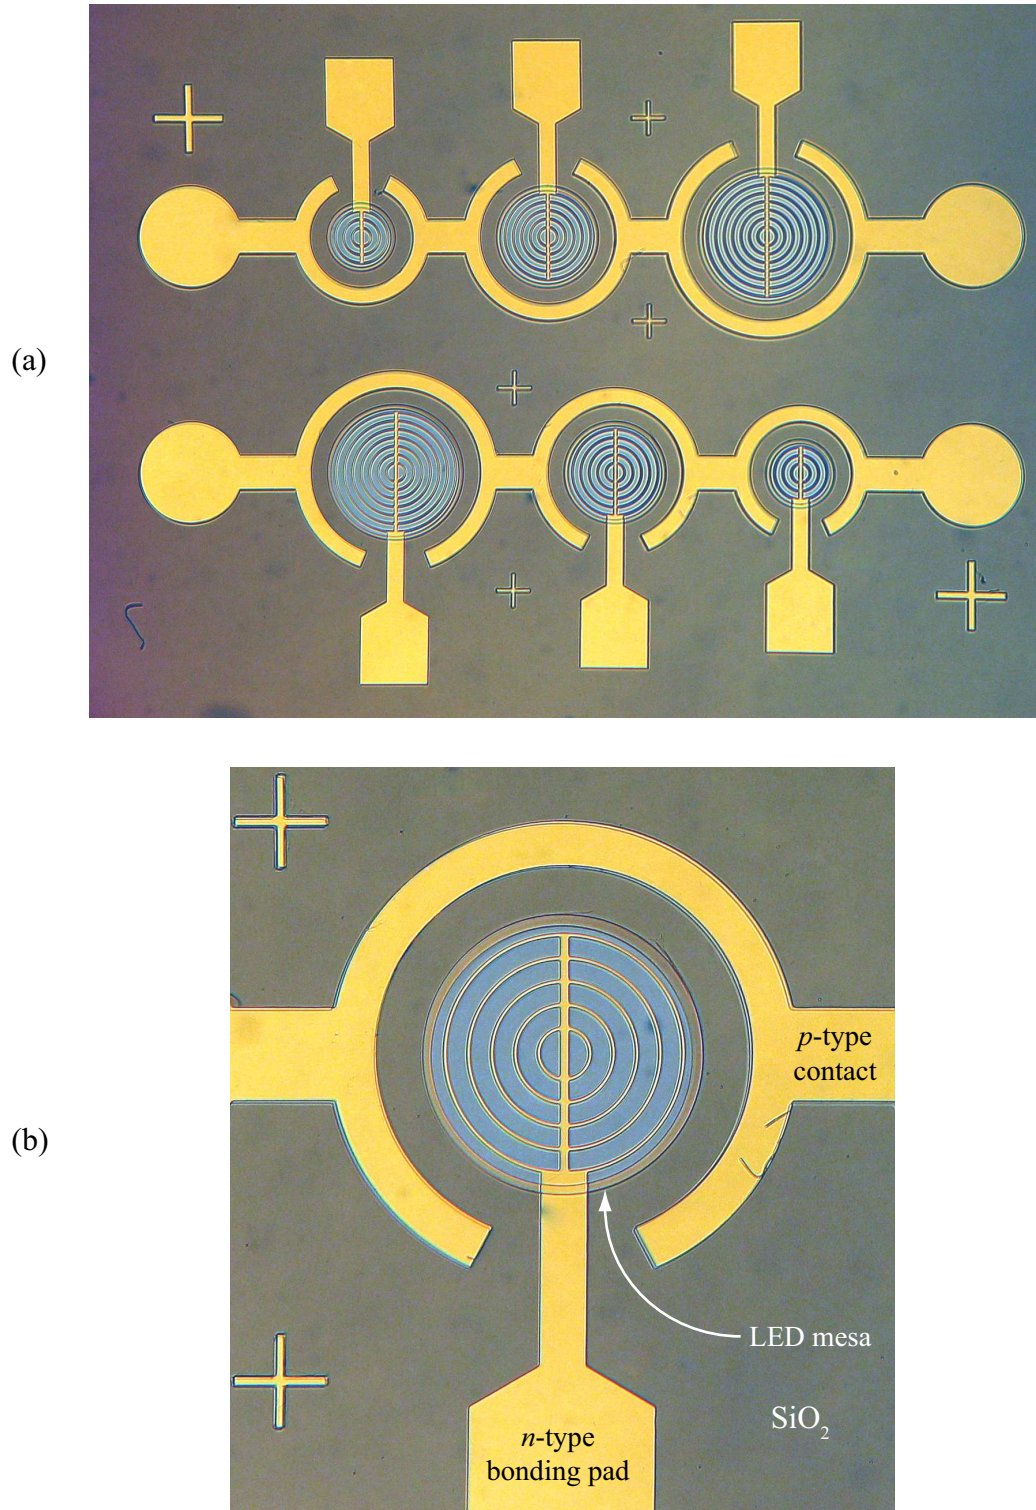 (a)
(b)
p-type
contact
LED mesa
SiO₂
n-type
bonding pad